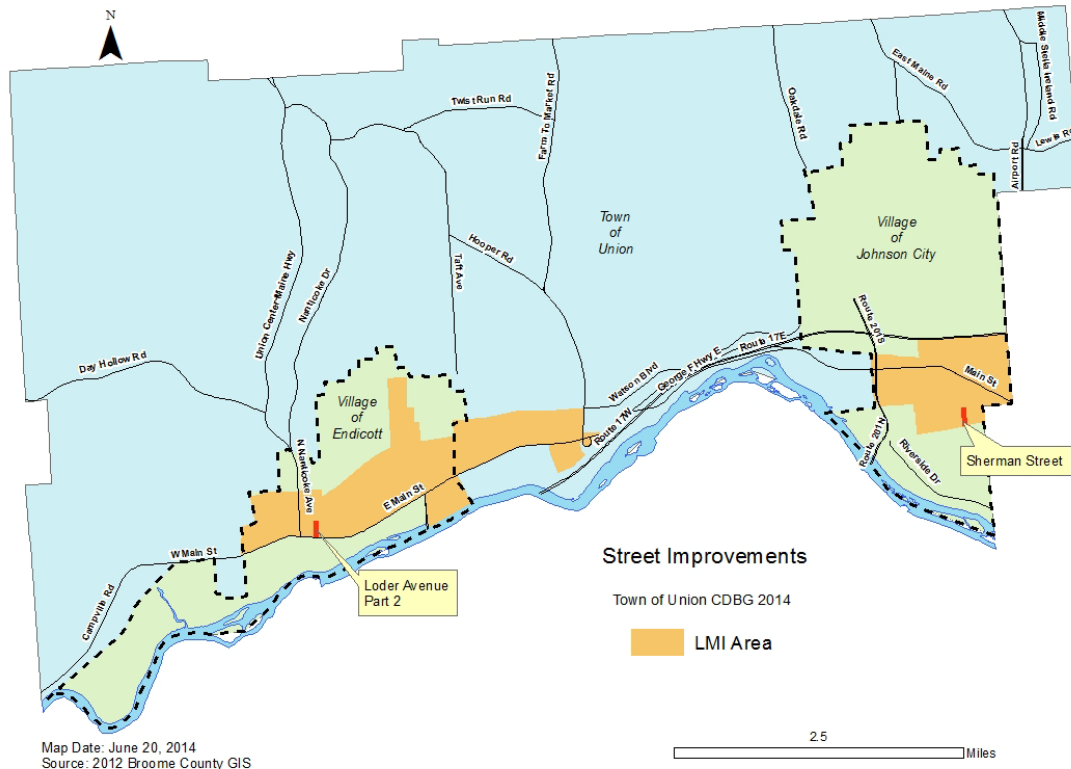 N
Middle Stella Ireland Rd
East Maine Rd
Twist Run Rd
Farm To Market Rd
Oakdale Rd
Airport Rd
Town
of
Union
Village
of
Johnson City
Hooper Rd
Taft Ave
Union Center-Maine Hwy
Nanticoke Dr
Day Hollow Rd
Route 201S
Route 17E
George F Hwy E
Watson Blvd
Route 17W
Main St
Village
of
Endicott
N Nanticoke Ave
E Main St
Route 201N
Riverside Dr
Sherman Street
W Main St
Loder Avenue
Part 2
Street Improvements
Town of Union CDBG 2014
LMI Area
2.5
Miles
Map Date: June 20, 2014
Source: 2012 Broome County GIS